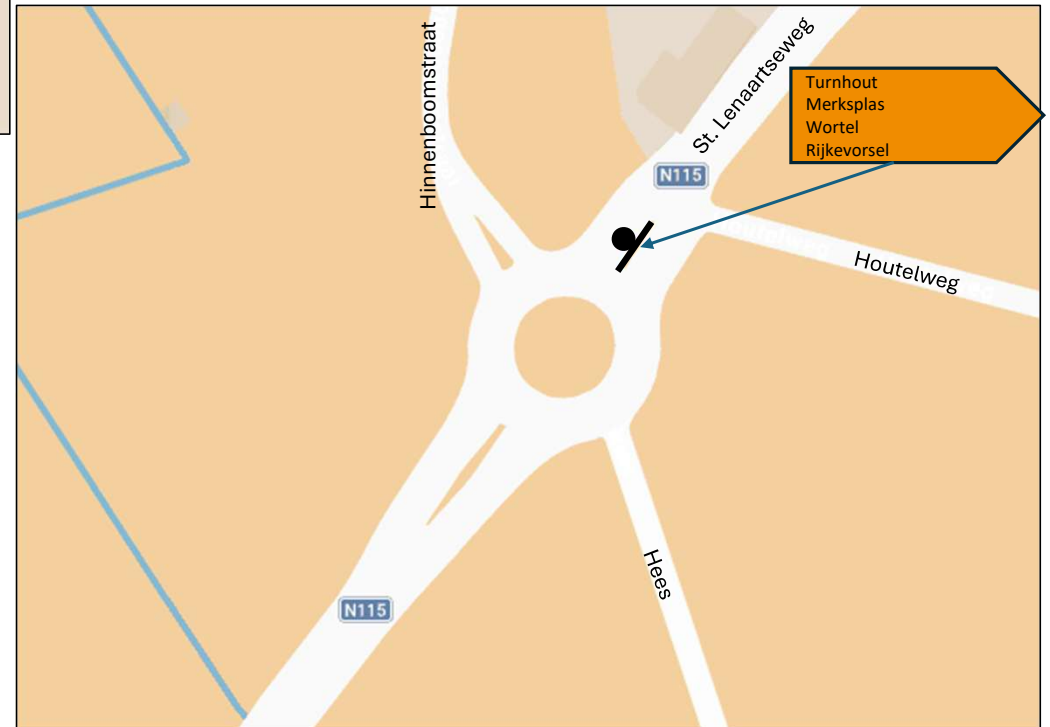 Hinnenboomstraat
St. Lenaartseweg
Turnhout
Merksplas
Wortel
Rijkevorsel
N115
Houtelweg
Hees
N115